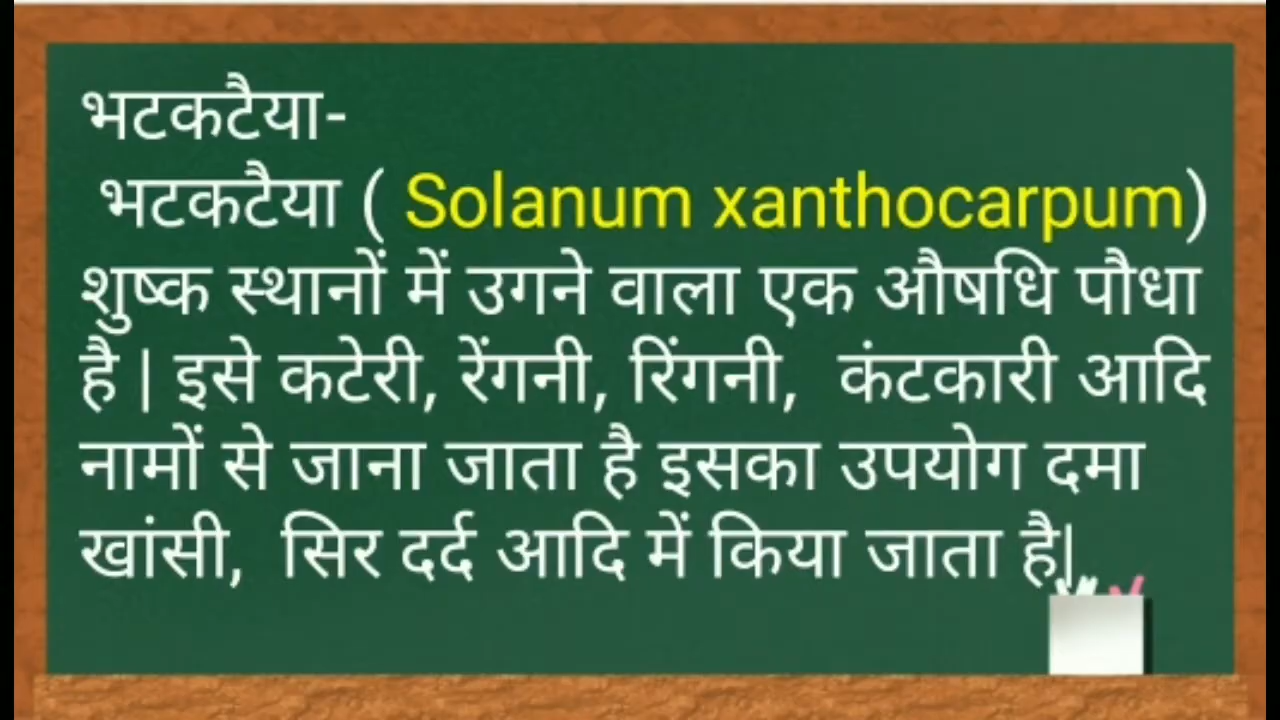 भटकटैया-
भटकटैया ( Solanum xanthocarpum)
शुष्क स्थानों में उगने वाला एक औषधि पौधा
है | इसे कटेरी, रेंगनी, रिंगनी, कंटकारी आदि
नामों से जाना जाता है इसका उपयोग दमा
खांसी, सिर दर्द आदि में किया जाता है|